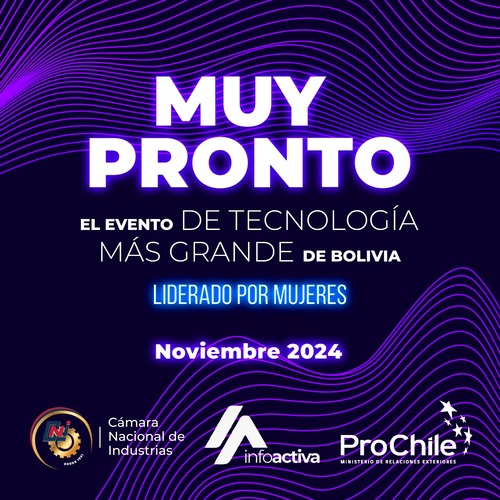 MUY
PRONTO
EL EVENTO DE TECNOLOGÍA
MÁS GRANDE DE BOLIVIA
LIDERADO POR MUJERES
Noviembre 2024
Cámara
Nacional de
Industrias
infoactiva
ProChile
MINISTERIO DE RELACIONES EXTERIORES